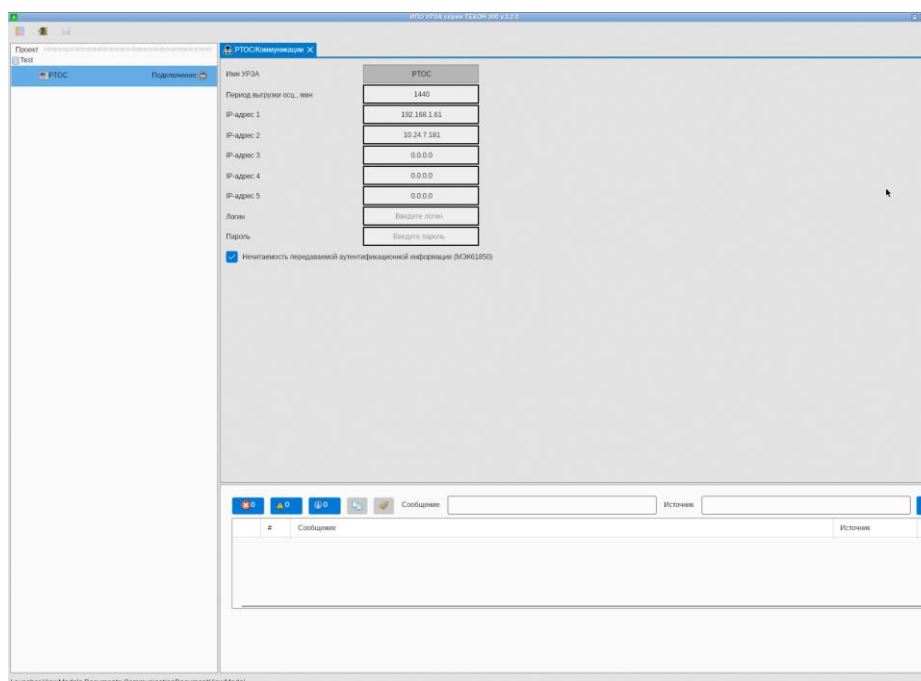 ИПО УРЗА серии ТЕКОН 300 v.3.2.0
Проект
Test
РТОС Подключение
РТОС/Коммуникации
Имя УРЗА РТОС
Период выгрузки осц., мин 1440
IP-адрес 1 192.168.1.61
IP-адрес 2 10.24.7.181
IP-адрес 3 0.0.0.0
IP-адрес 4 0.0.0.0
IP-адрес 5 0.0.0.0
Логин Введите логин
Пароль Введите пароль
Нечитаемость передаваемой аутентификационной информации (МЭК61850)
0 0 0 Сообщение Источник
# Сообщение Источник